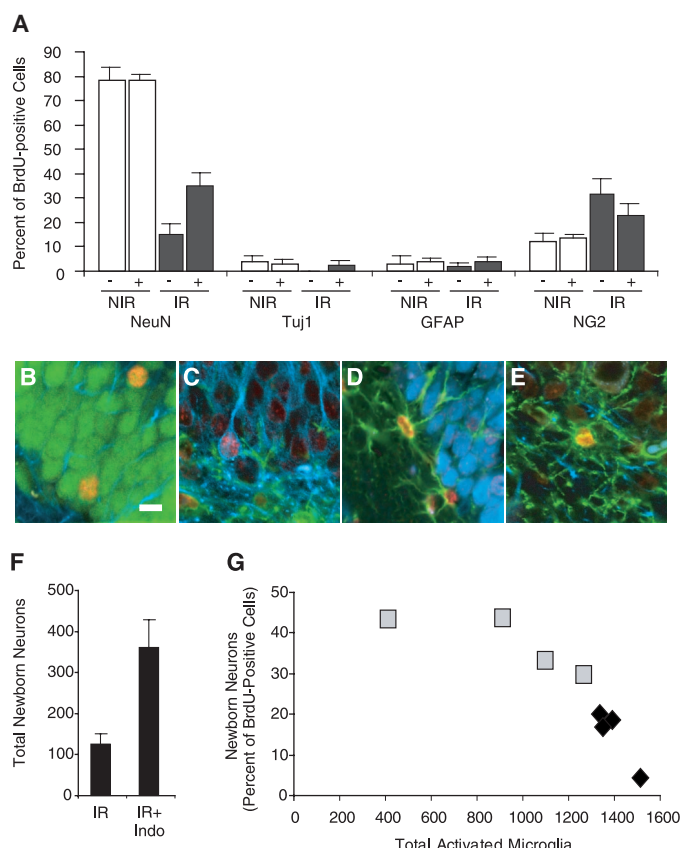 A
Percent of BrdU-positive Cells
90
80
70
60
50
40
30
20
10
0
- + - + - + - + - + - + - + - +
NIR IR NIR IR NIR IR NIR IR
NeuN Tuj1 GFAP NG2
B C D E
F
Total Newborn Neurons
500
400
300
200
100
0
IR IR+
Indo
G
Newborn Neurons
(Percent of BrdU-Positive Cells)
50
40
30
20
10
0
0 200 400 600 800 1000 1200 1400 1600
Total Activated Microglia